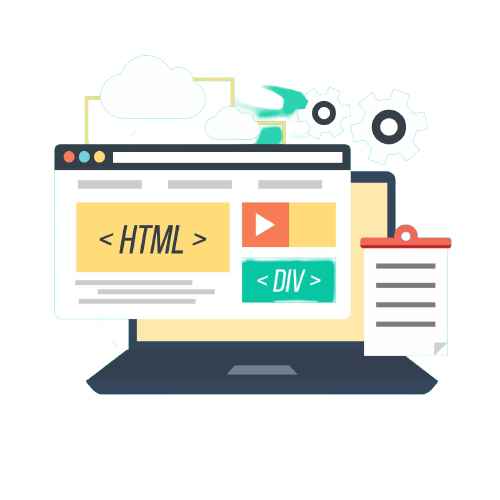 < HTML >
< DIV >